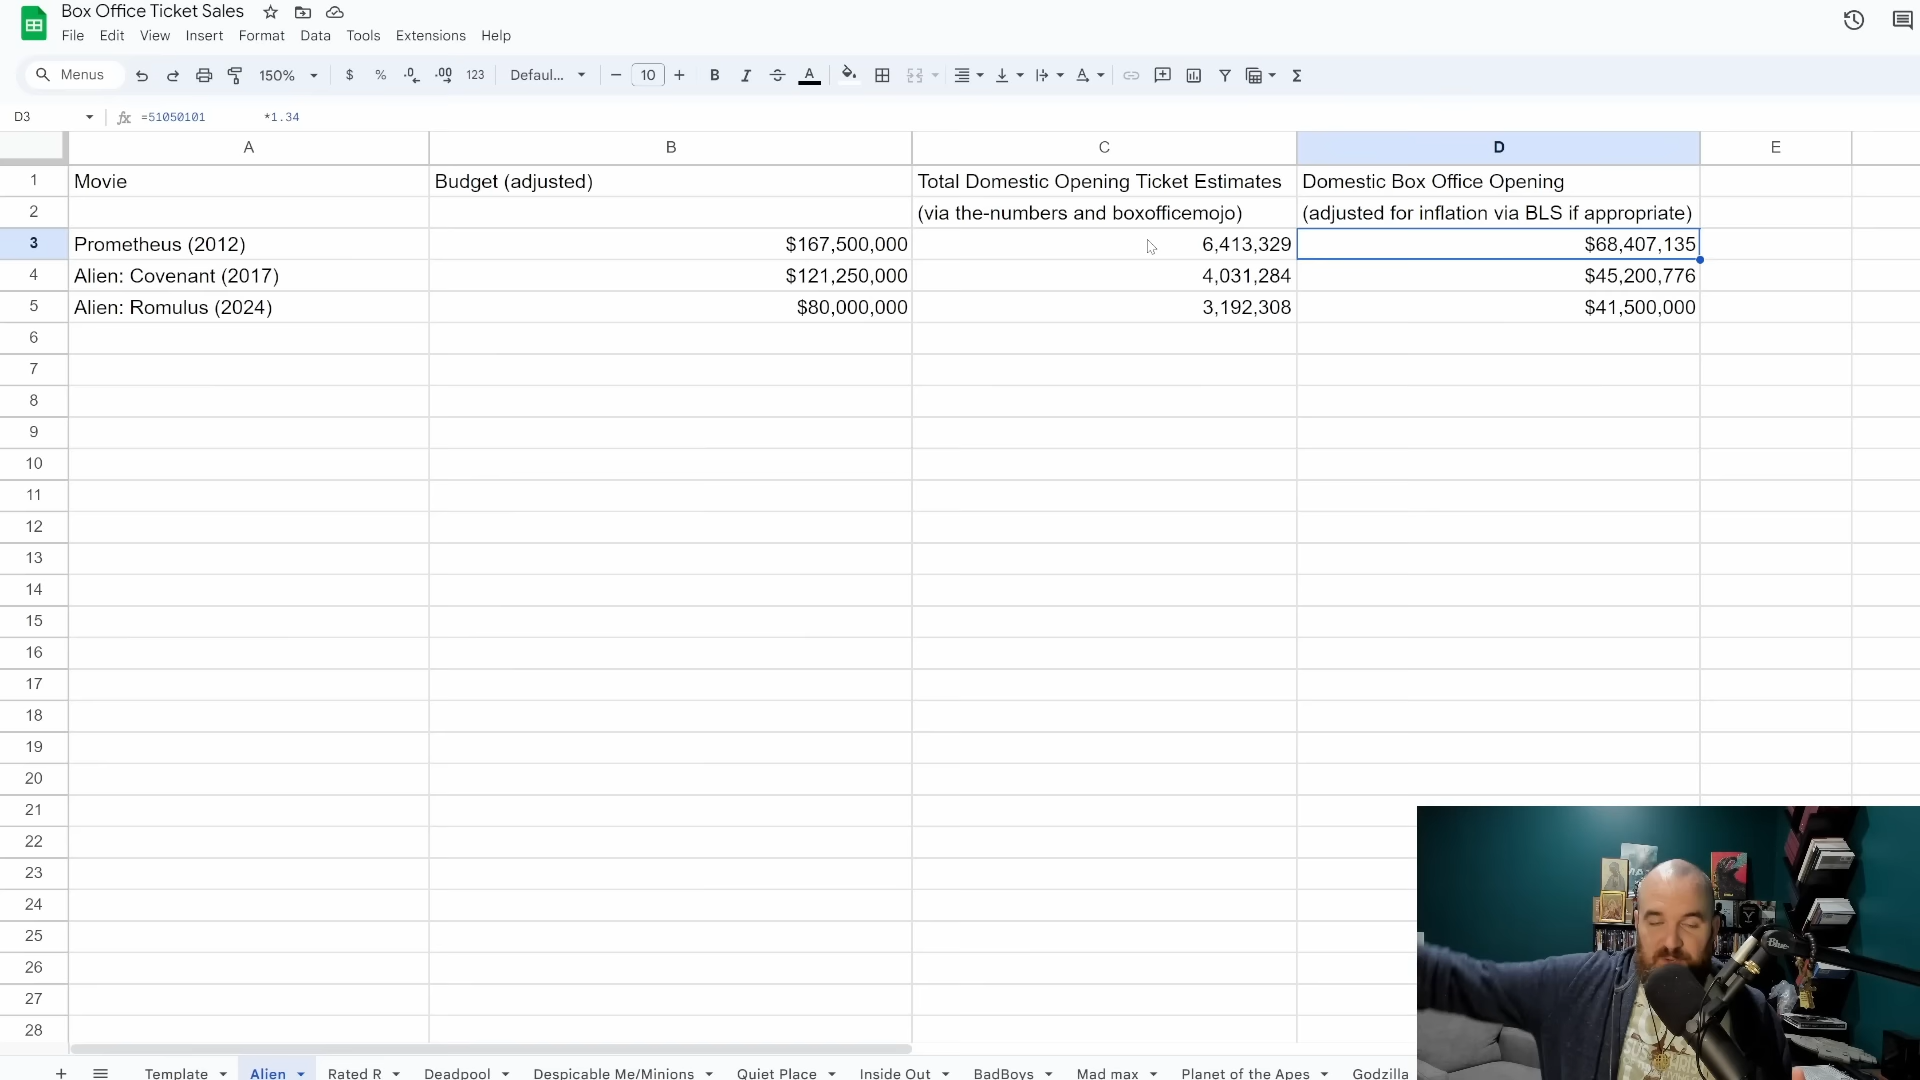 Box Office Ticket Sales
File Edit View Insert Format Data Tools Extensions Help
Menus 150% $ % .0 .00 123 Defaul... 10 B I A
D3 fx =51050101 *1.34
A B C D E
1 Movie Budget (adjusted) Total Domestic Opening Ticket Estimates Domestic Box Office Opening
2 (via the-numbers and boxofficemojo) (adjusted for inflation via BLS if appropriate)
3 Prometheus (2012) $167,500,000 6,413,329 $68,407,135
4 Alien: Covenant (2017) $121,250,000 4,031,284 $45,200,776
5 Alien: Romulus (2024) $80,000,000 3,192,308 $41,500,000
6
7
8
9
10
11
12
13
14
15
16
17
18
19
20
21
22
23
24
25
26
27
28
Blue
Template Alien Rated R Deadpool Despicable Me/Minions Quiet Place Inside Out BadBoys Mad max Planet of the Apes Godzilla